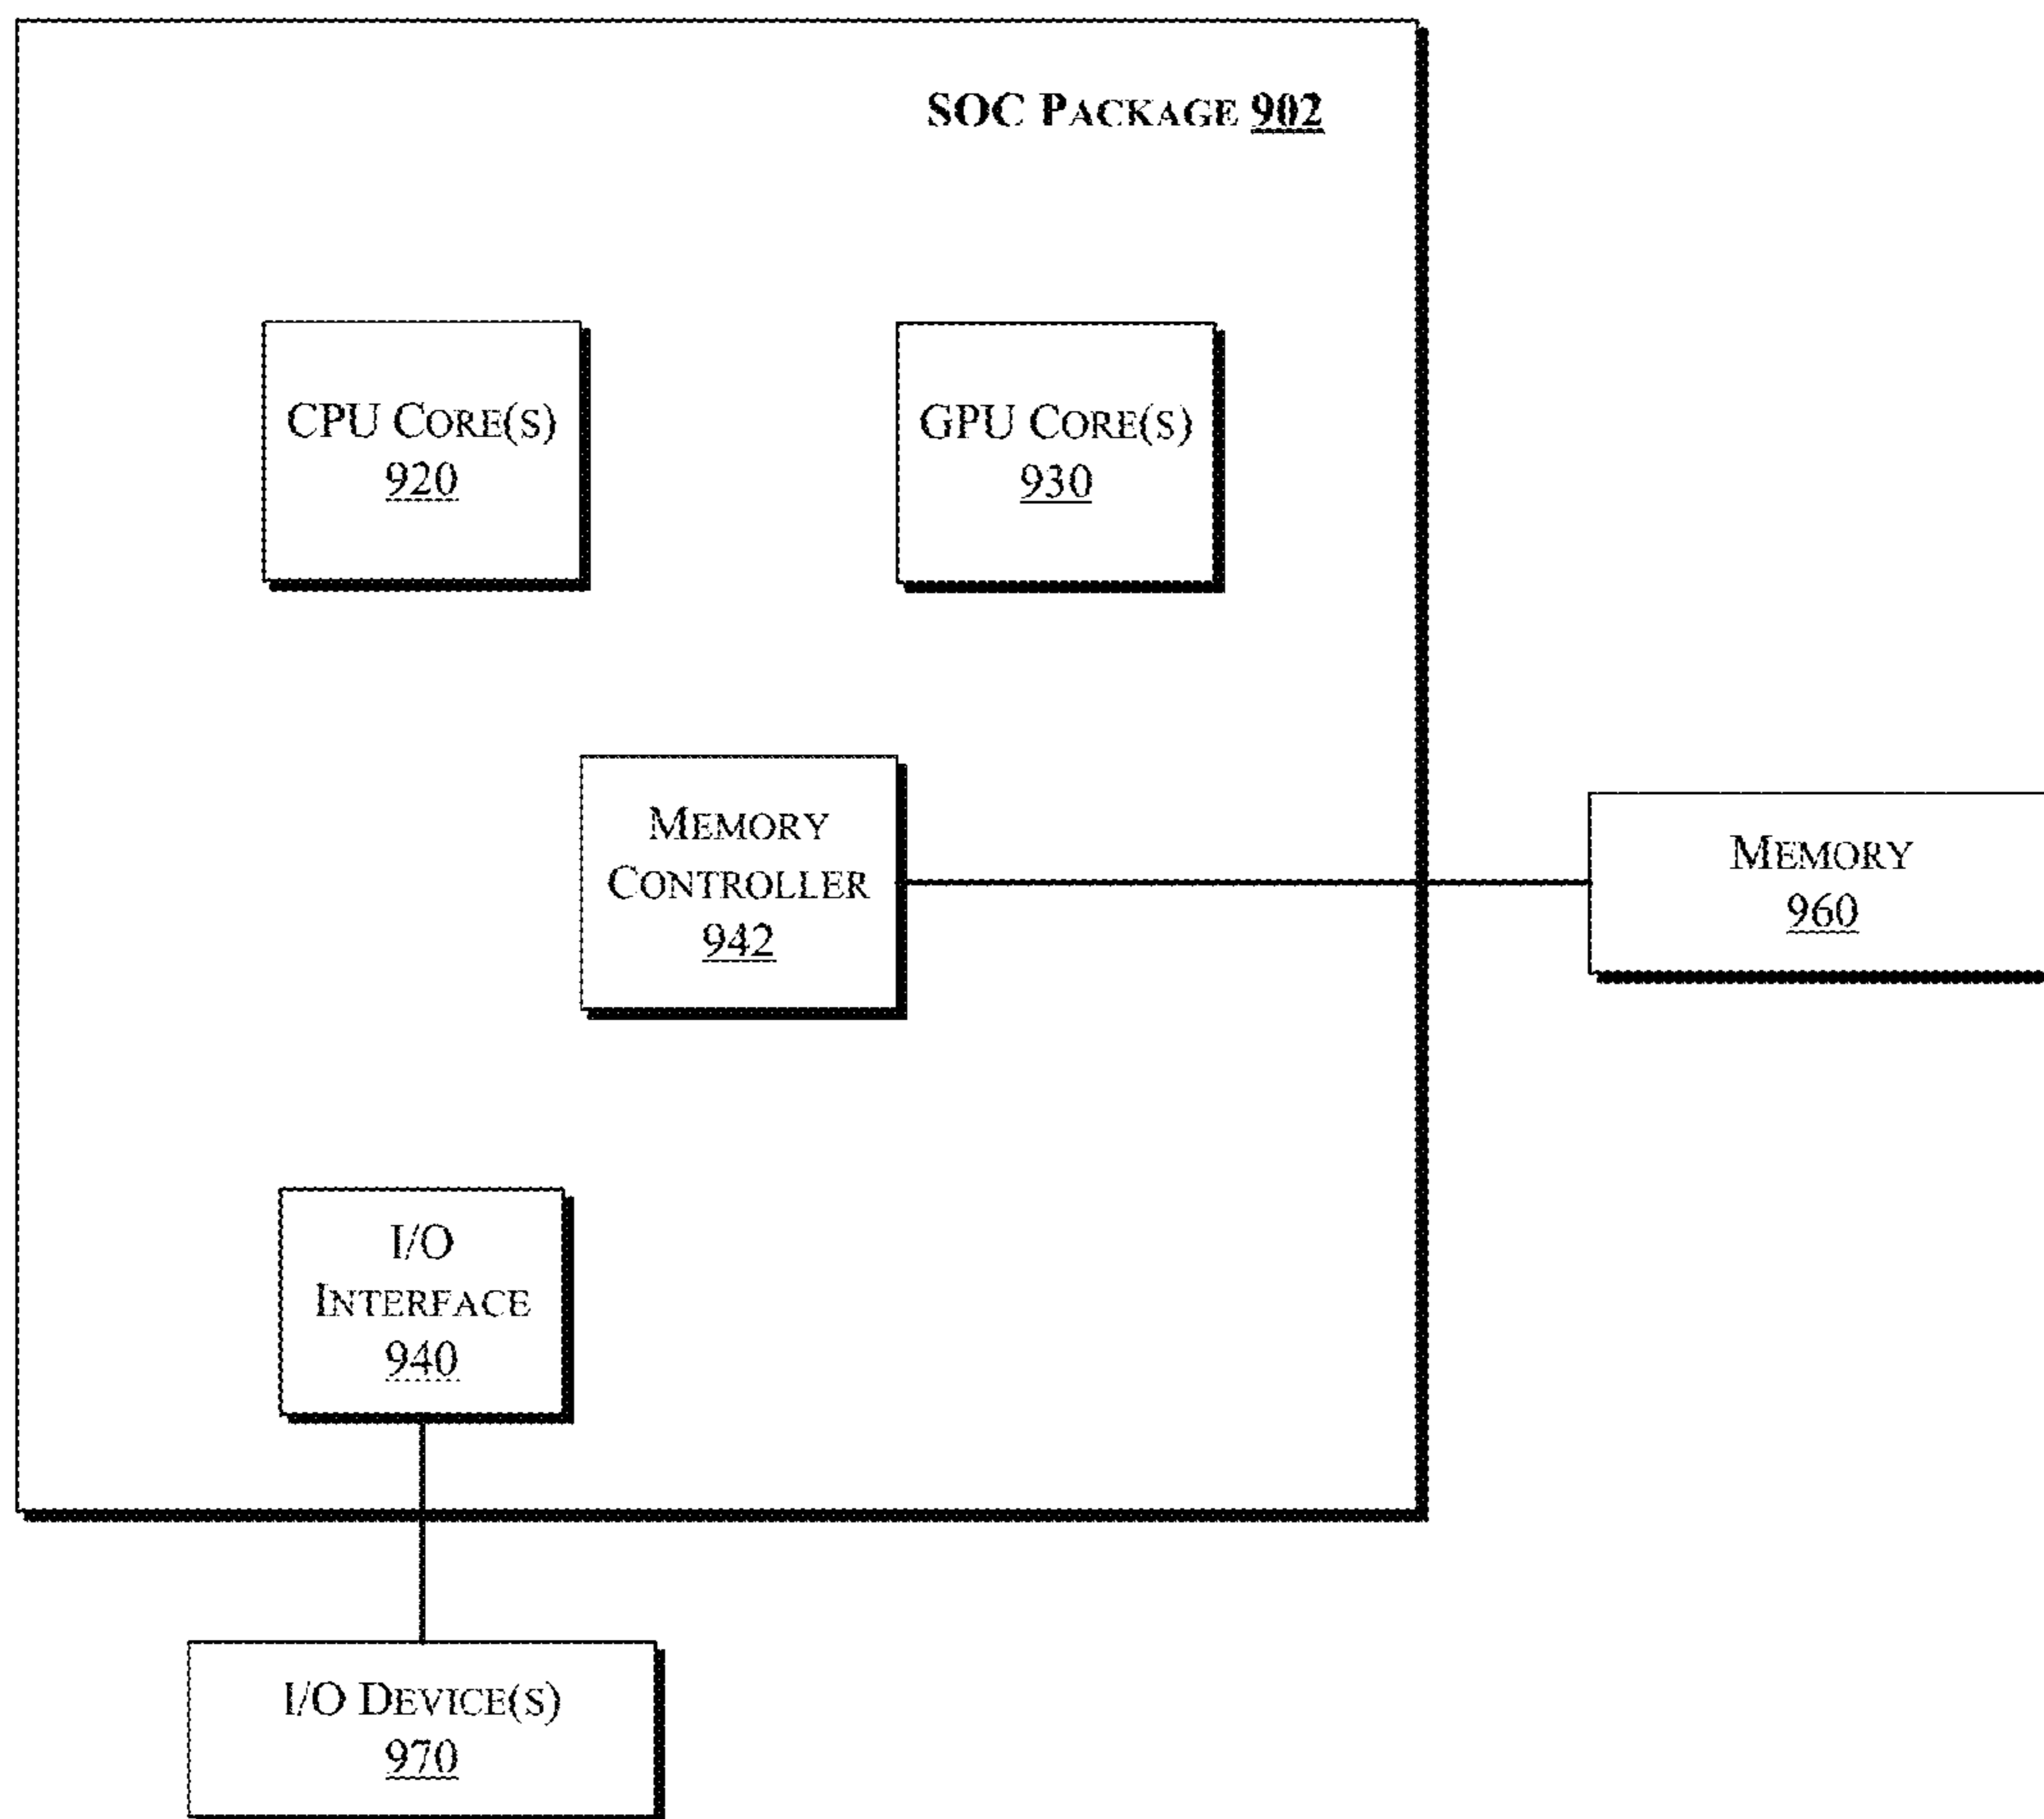 SOC PACKAGE 902
CPU CORE(S)
920
GPU CORE(S)
930
MEMORY
CONTROLLER
942
MEMORY
960
I/O
INTERFACE
940
I/O DEVICE(S)
970